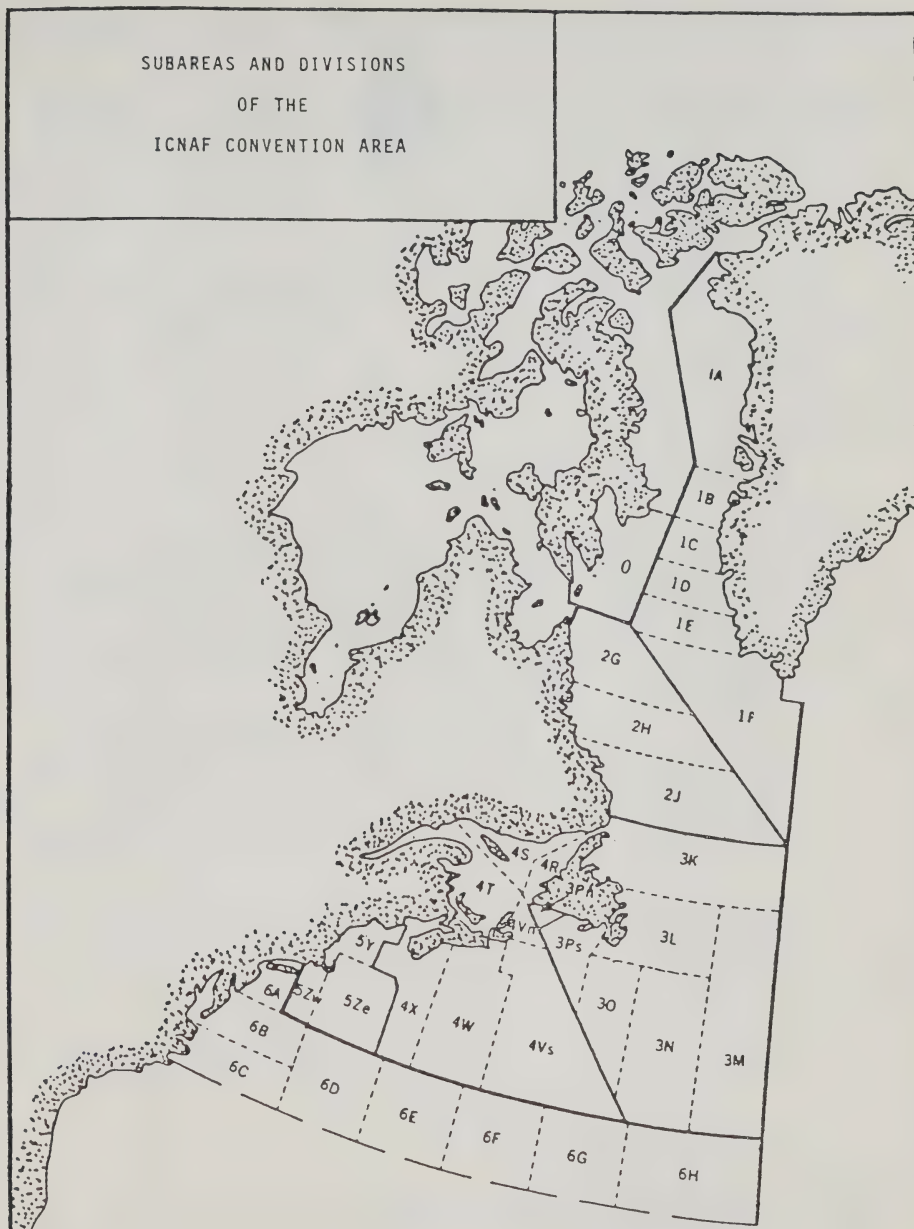 SUBAREAS AND DIVISIONS
OF THE
ICNAF CONVENTION AREA
1A
1B
1C
0
1D
1E
2G
1F
2H
2J
3K
4S
4R
4T
3Pn
4Vn
3L
3Ps
5Y
6A
5Zw
5Ze
4X
3O
4W
3N
6B
4Vs
3M
6C
6D
6E
6F
6G
6H